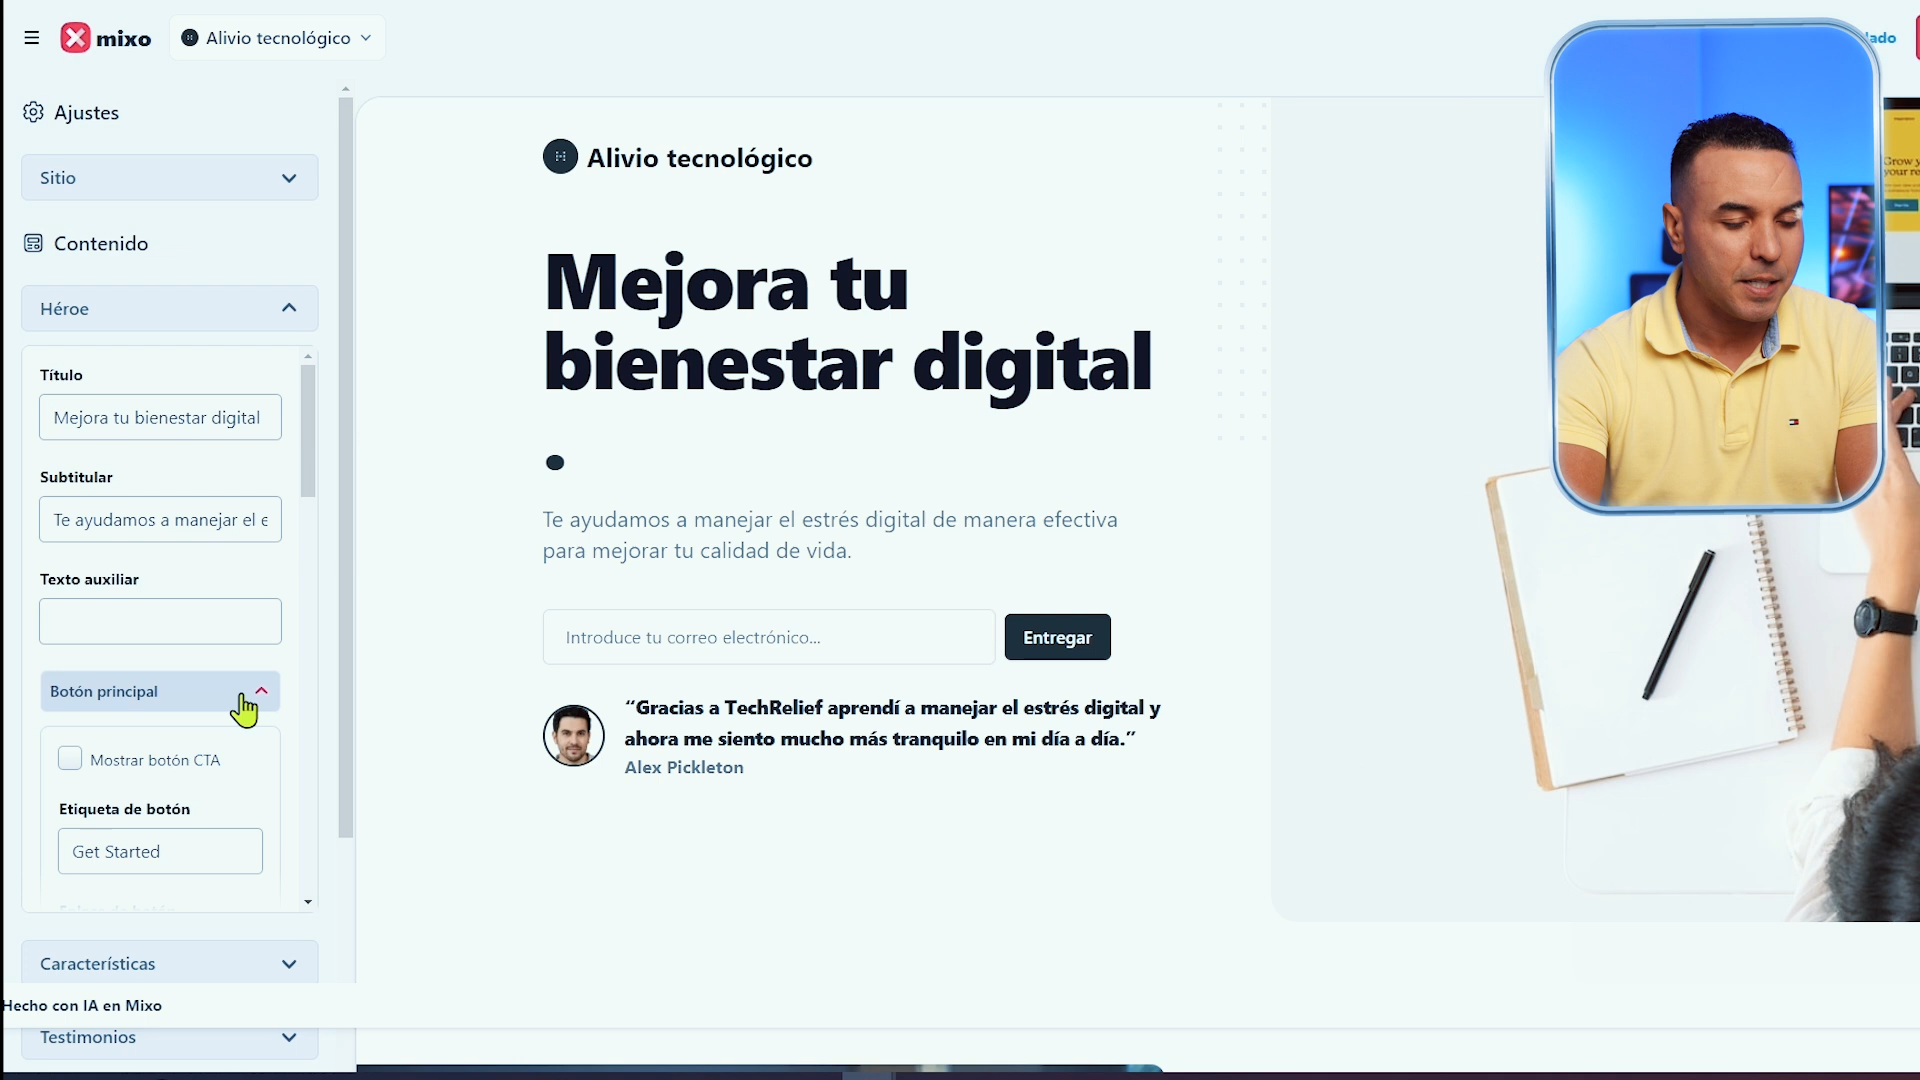 mixo
Alivio tecnológico
Ajustes
Sitio
Contenido
Héroe
Título
Mejora tu bienestar digital
Subtitular
Te ayudamos a manejar el e
Texto auxiliar
Botón principal
Mostrar botón CTA
Etiqueta de botón
Get Started
Características
Hecho con IA en Mixo
Testimonios
Alivio tecnológico
Mejora tu
bienestar digital
.
Te ayudamos a manejar el estrés digital de manera efectiva
para mejorar tu calidad de vida.
Introduce tu correo electrónico...
Entregar
“Gracias a TechRelief aprendí a manejar el estrés digital y
ahora me siento mucho más tranquilo en mi día a día.”
Alex Pickleton